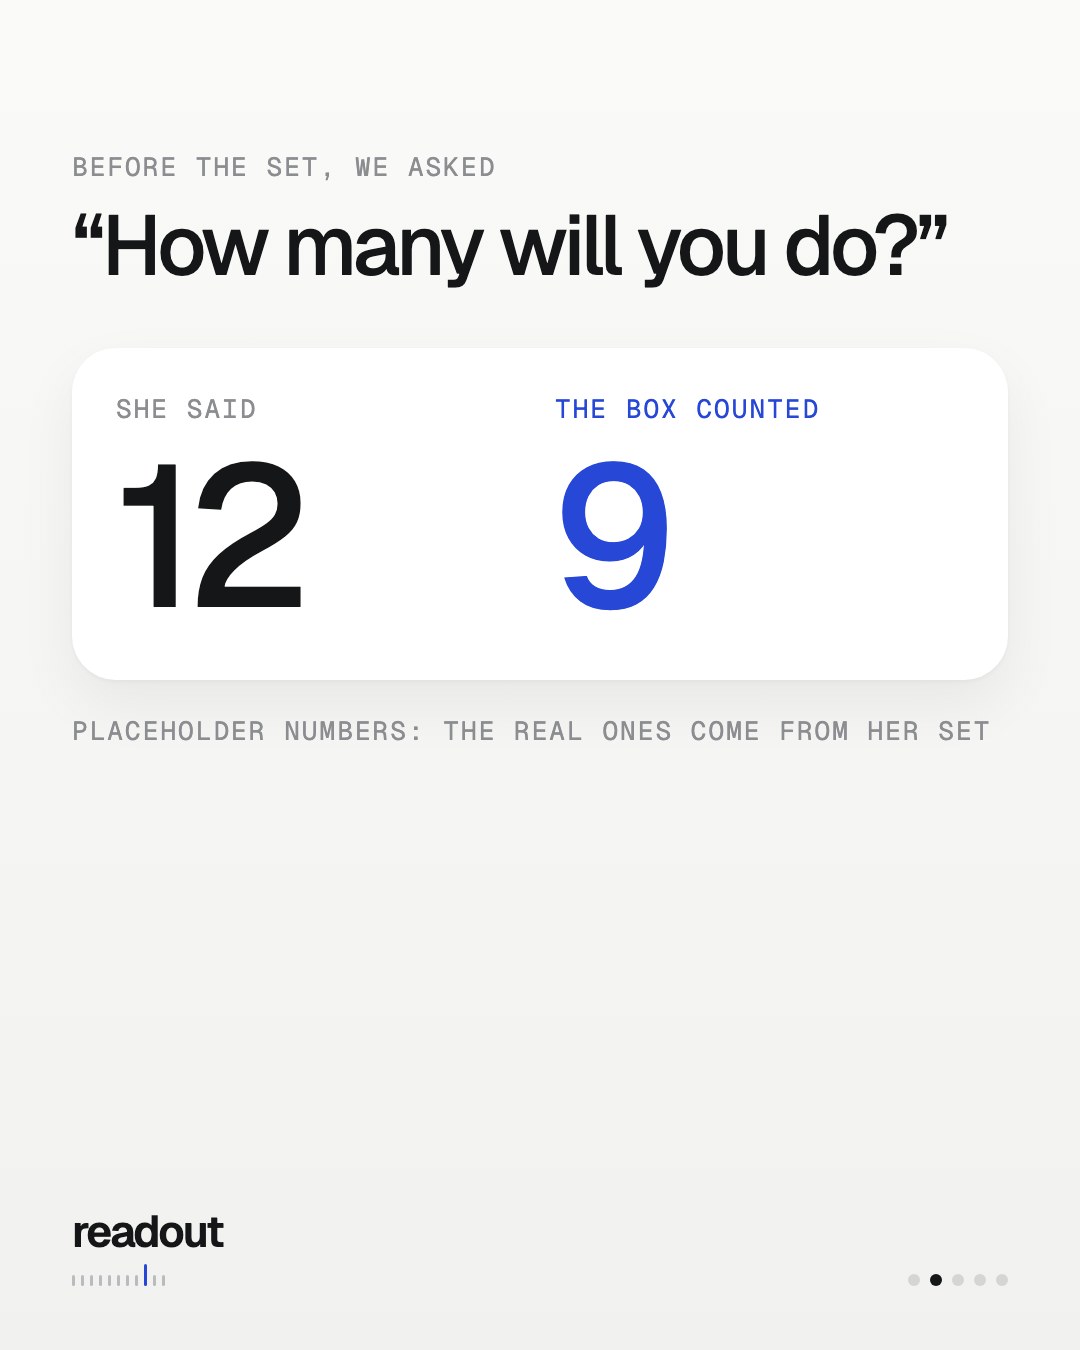 BEFORE THE SET, WE ASKED
“How many will you do?”
SHE SAID
12
THE BOX COUNTED
9
PLACEHOLDER NUMBERS: THE REAL ONES COME FROM HER SET
readout